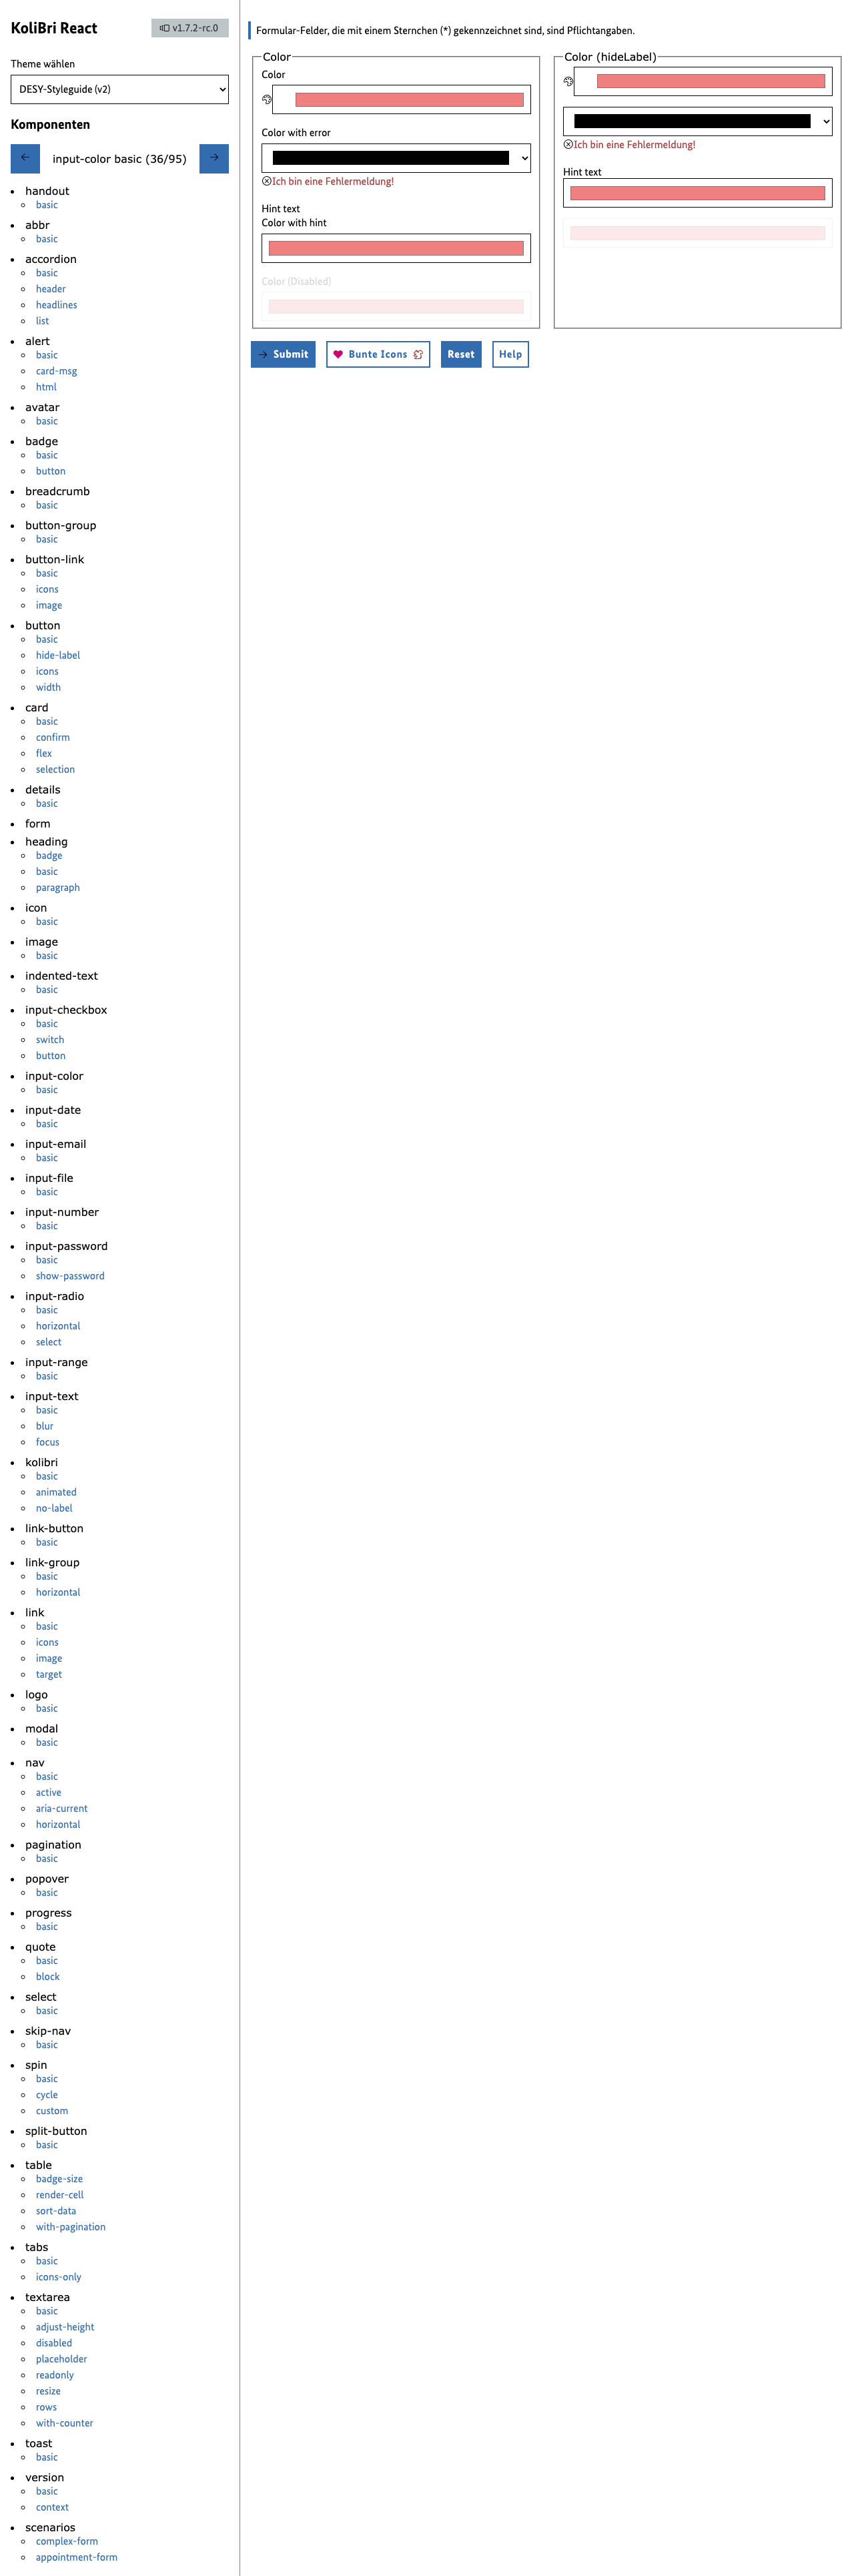 KoliBri React
v1.7.2-rc.0
Theme wählen
DESY-Styleguide (v2)
Komponenten
input-color basic (36/95)
handout
basic
abbr
basic
accordion
basic
header
headlines
list
alert
basic
card-msg
html
avatar
basic
badge
basic
button
breadcrumb
basic
button-group
basic
button-link
basic
icons
image
button
basic
hide-label
icons
width
card
basic
confirm
flex
selection
details
basic
form
heading
badge
basic
paragraph
icon
basic
image
basic
indented-text
basic
input-checkbox
basic
switch
button
input-color
basic
input-date
basic
input-email
basic
input-file
basic
input-number
basic
input-password
basic
show-password
input-radio
basic
horizontal
select
input-range
basic
input-text
basic
blur
focus
kolibri
basic
animated
no-label
link-button
basic
link-group
basic
horizontal
link
basic
icons
image
target
logo
basic
modal
basic
nav
basic
active
aria-current
horizontal
pagination
basic
popover
basic
progress
basic
quote
basic
block
select
basic
skip-nav
basic
spin
basic
cycle
custom
split-button
basic
table
badge-size
render-cell
sort-data
with-pagination
tabs
basic
icons-only
textarea
basic
adjust-height
disabled
placeholder
readonly
resize
rows
with-counter
toast
basic
version
basic
context
scenarios
complex-form
appointment-form
Formular-Felder, die mit einem Sternchen (*) gekennzeichnet sind, sind Pflichtangaben.
Color
Color
Color with error
Ich bin eine Fehlermeldung!
Hint text
Color with hint
Color (Disabled)
Color (hideLabel)
Ich bin eine Fehlermeldung!
Hint text
Submit
Bunte Icons
Reset
Help